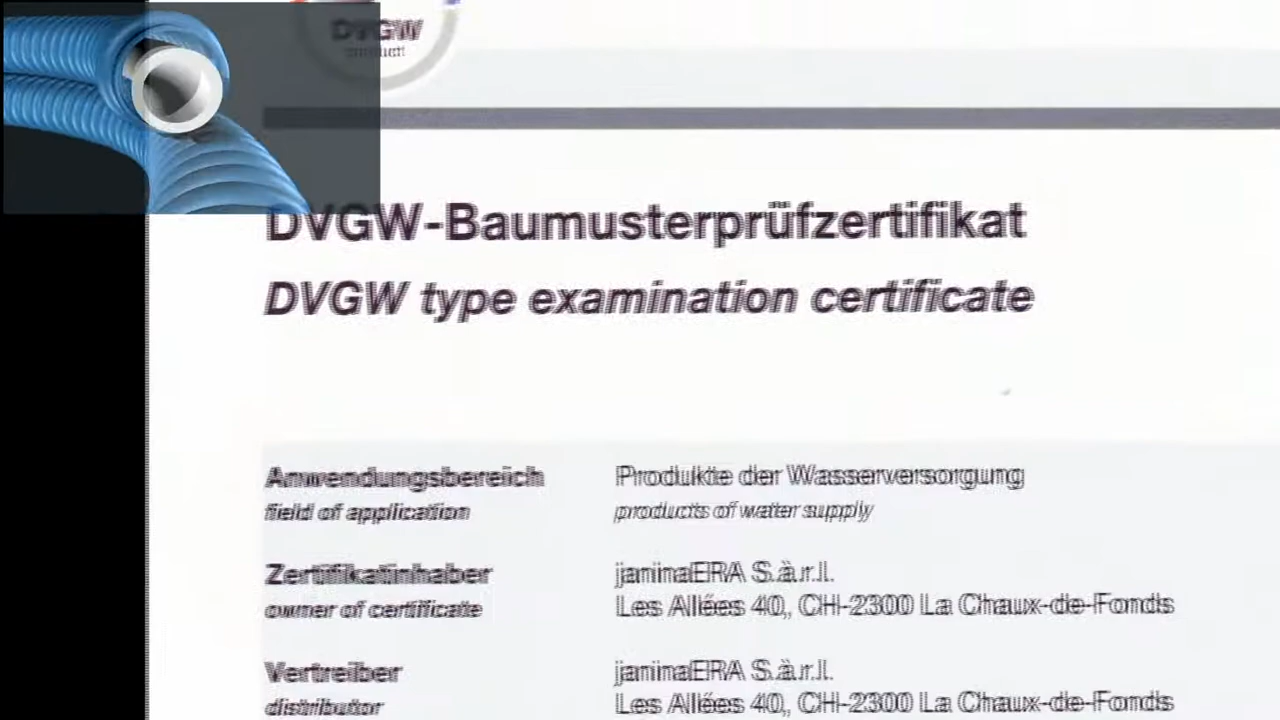 DVGW
DVGW-Baumusterprüfzertifikat
DVGW type examination certificate
Anwendungsbereich
Produkte der Wasserversorgung
field of application
products of water supply
Zertifikatinhaber
janinaERA S.à.r.l.
owner of certificate
Les Allées 40, CH-2300 La Chaux-de-Fonds
Vertreiber
janinaERA S.à.r.l.
distributor
Les Allées 40, CH-2300 La Chaux-de-Fonds